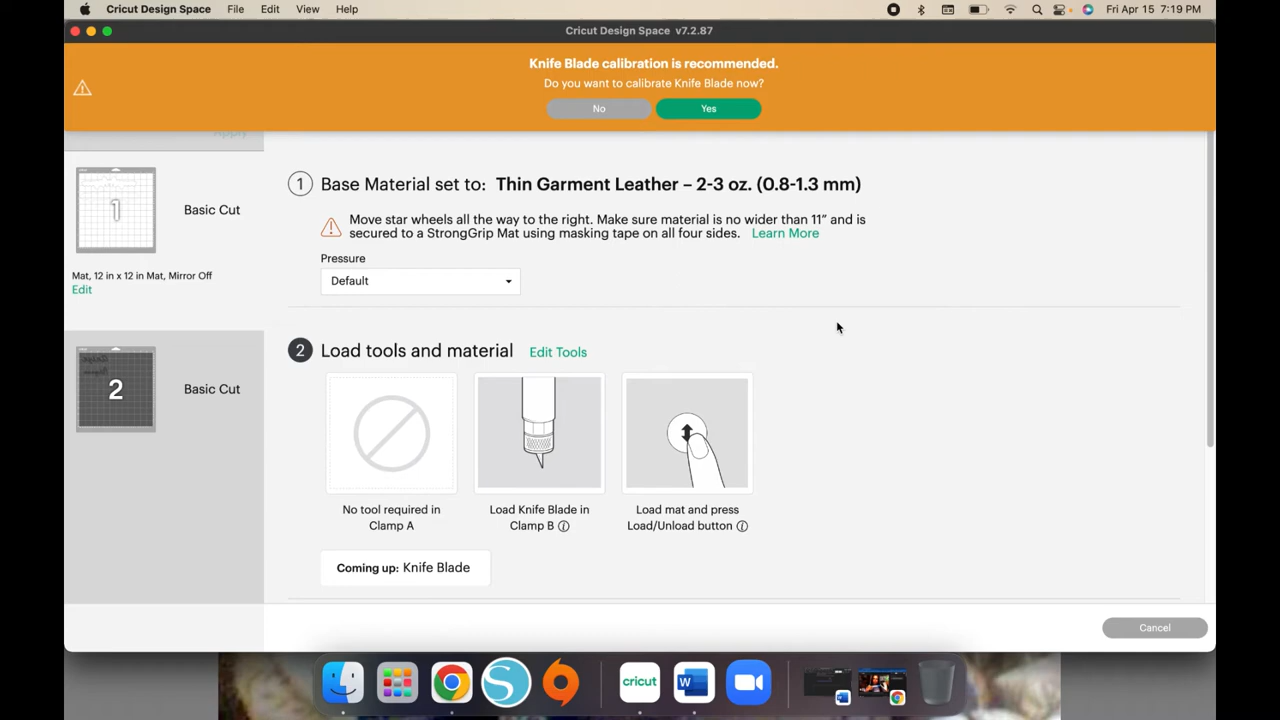 Cricut Design Space File Edit View Help Fri Apr 15 7:19 PM
Cricut Design Space v7.2.87
Knife Blade calibration is recommended.
Do you want to calibrate Knife Blade now?
No Yes
Apply
1 Base Material set to: Thin Garment Leather – 2-3 oz. (0.8-1.3 mm)
1 Basic Cut
Move star wheels all the way to the right. Make sure material is no wider than 11” and is
secured to a StrongGrip Mat using masking tape on all four sides. Learn More
Pressure
Mat, 12 in x 12 in Mat, Mirror Off
Default
Edit
2 Load tools and material Edit Tools
2 Basic Cut
No tool required in
Clamp A
Load Knife Blade in
Clamp B
Load mat and press
Load/Unload button
Coming up: Knife Blade
Cancel
cricut